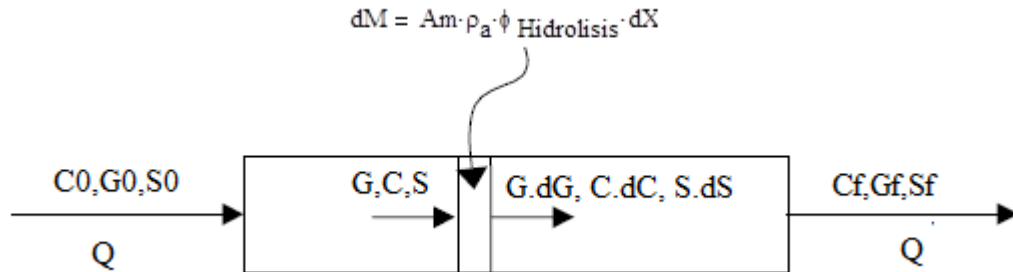 dM = Am·ρa·ϕ Hidrolisis·dX
C0,G0,S0
G,C,S
G.dG, C.dC, S.dS
Cf,Gf,Sf
Q
Q